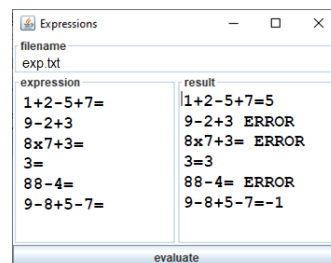 Expressions
filename
exp.txt
expression
1+2-5+7=
9-2+3
8x7+3=
3=
88-4=
9-8+5-7=
result
1+2-5+7=5
9-2+3 ERROR
8x7+3= ERROR
3=3
88-4= ERROR
9-8+5-7=-1
evaluate